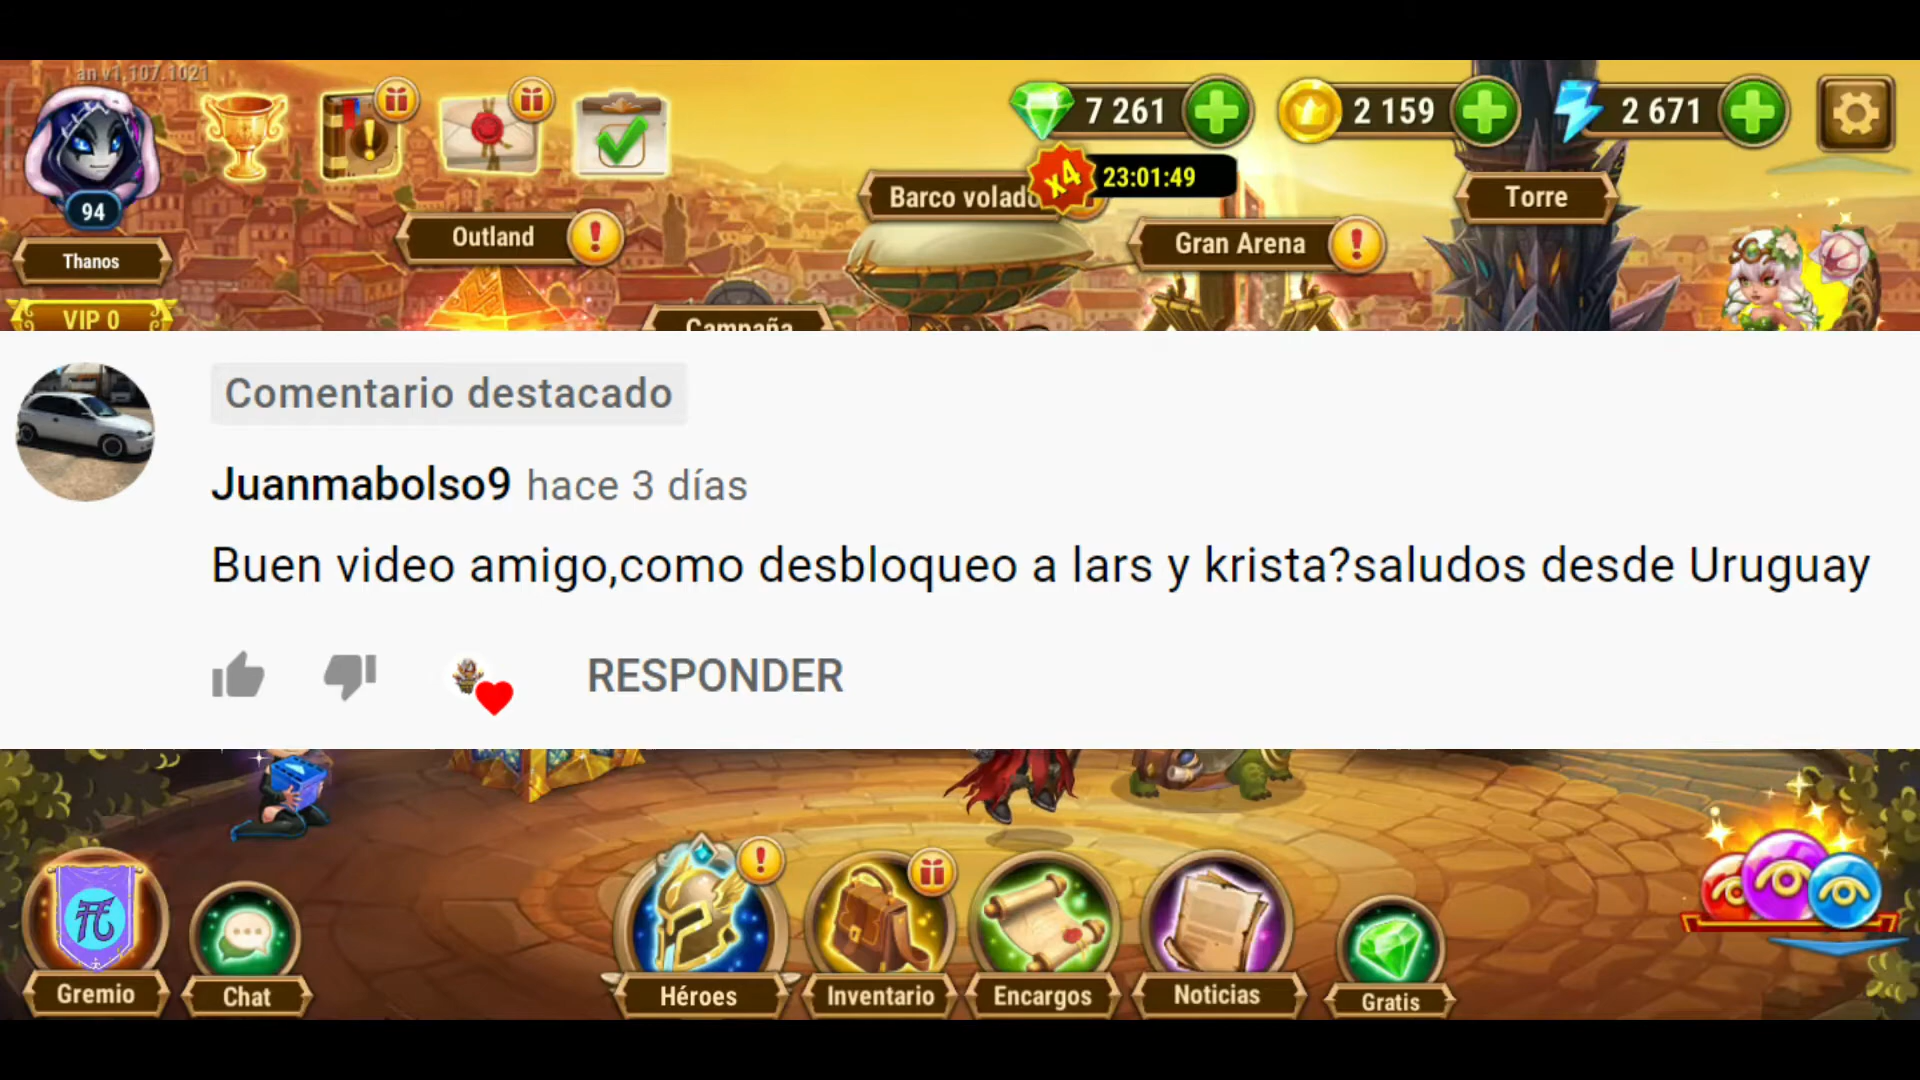 an v1.107.1021
7 261
2 159
2 671
94
x4
23:01:49
Barco volado
Torre
Outland
Gran Arena
Thanos
VIP 0
Campaña
Comentario destacado
Juanmabolso9 hace 3 días
Buen video amigo,como desbloqueo a lars y krista?saludos desde Uruguay
RESPONDER
Gremio
Chat
Héroes
Inventario
Encargos
Noticias
Gratis